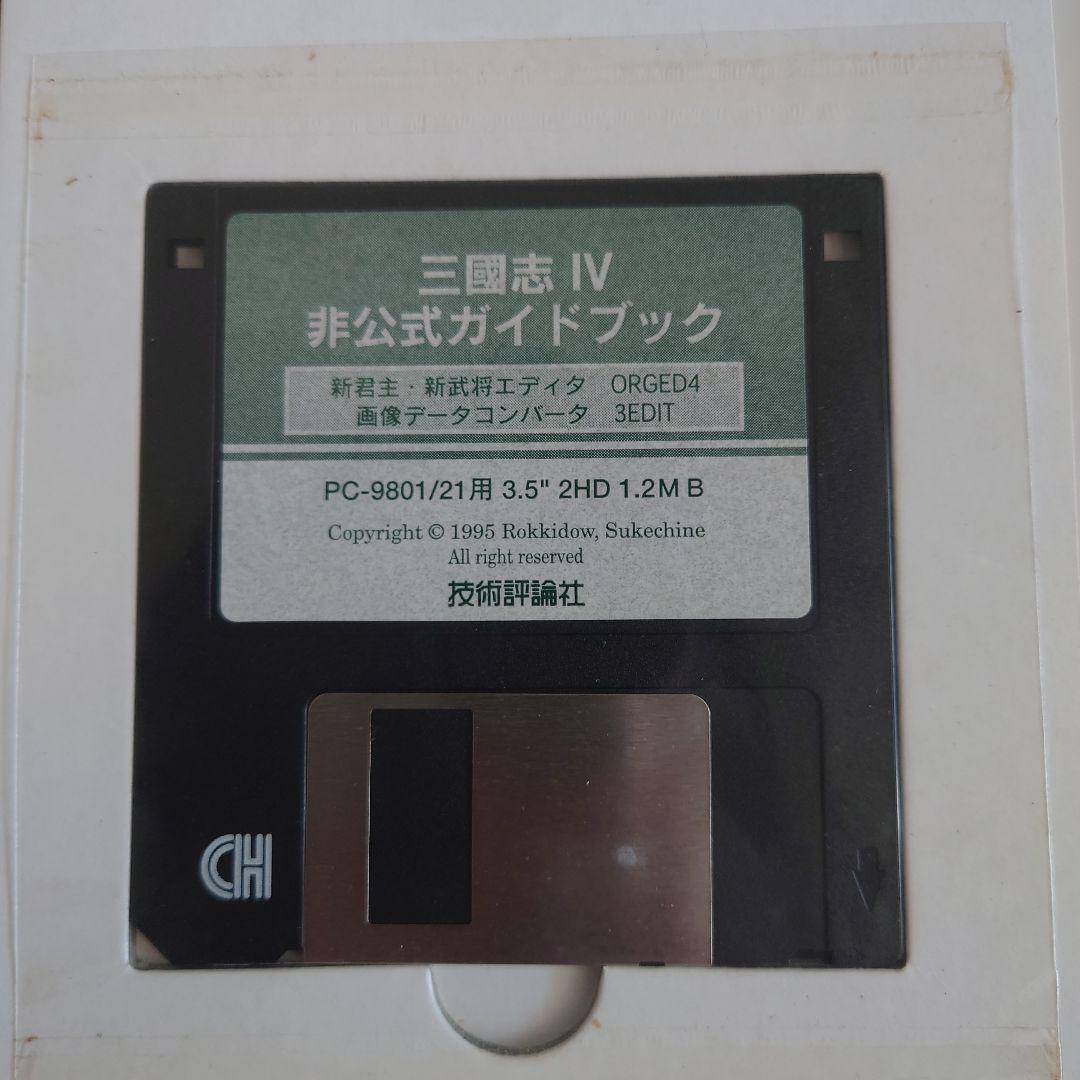 三國志 IV
非公式ガイドブック
新君主・新武将エディタ ORGED4
画像データコンバータ 3EDIT
PC-9801/21用 3.5" 2HD 1.2MB
Copyright © 1995 Rokkidow, Sukechine
All right reserved
技術評論社